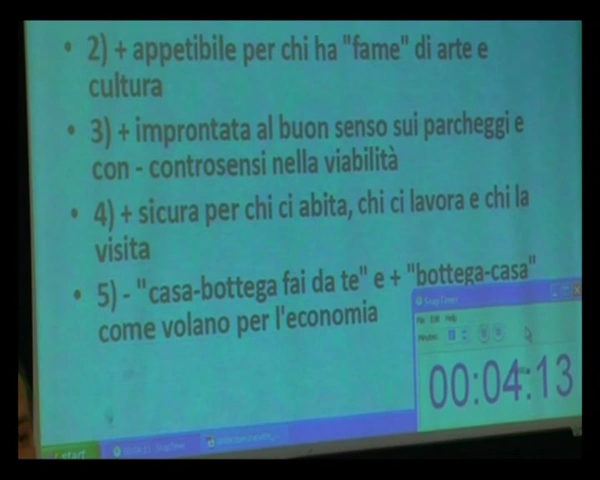 • 2) + appetibile per chi ha "fame" di arte e
cultura
• 3) + improntata al buon senso sui parcheggi e
con - controsensi nella viabilità
• 4) + sicura per chi ci abita, chi ci lavora e chi la
visita
• 5) - "casa-bottega fai da te" e + "bottega-casa"
come volano per l'economia
SnapTimer
File Edit Help
Minutes:
00:04:13
start